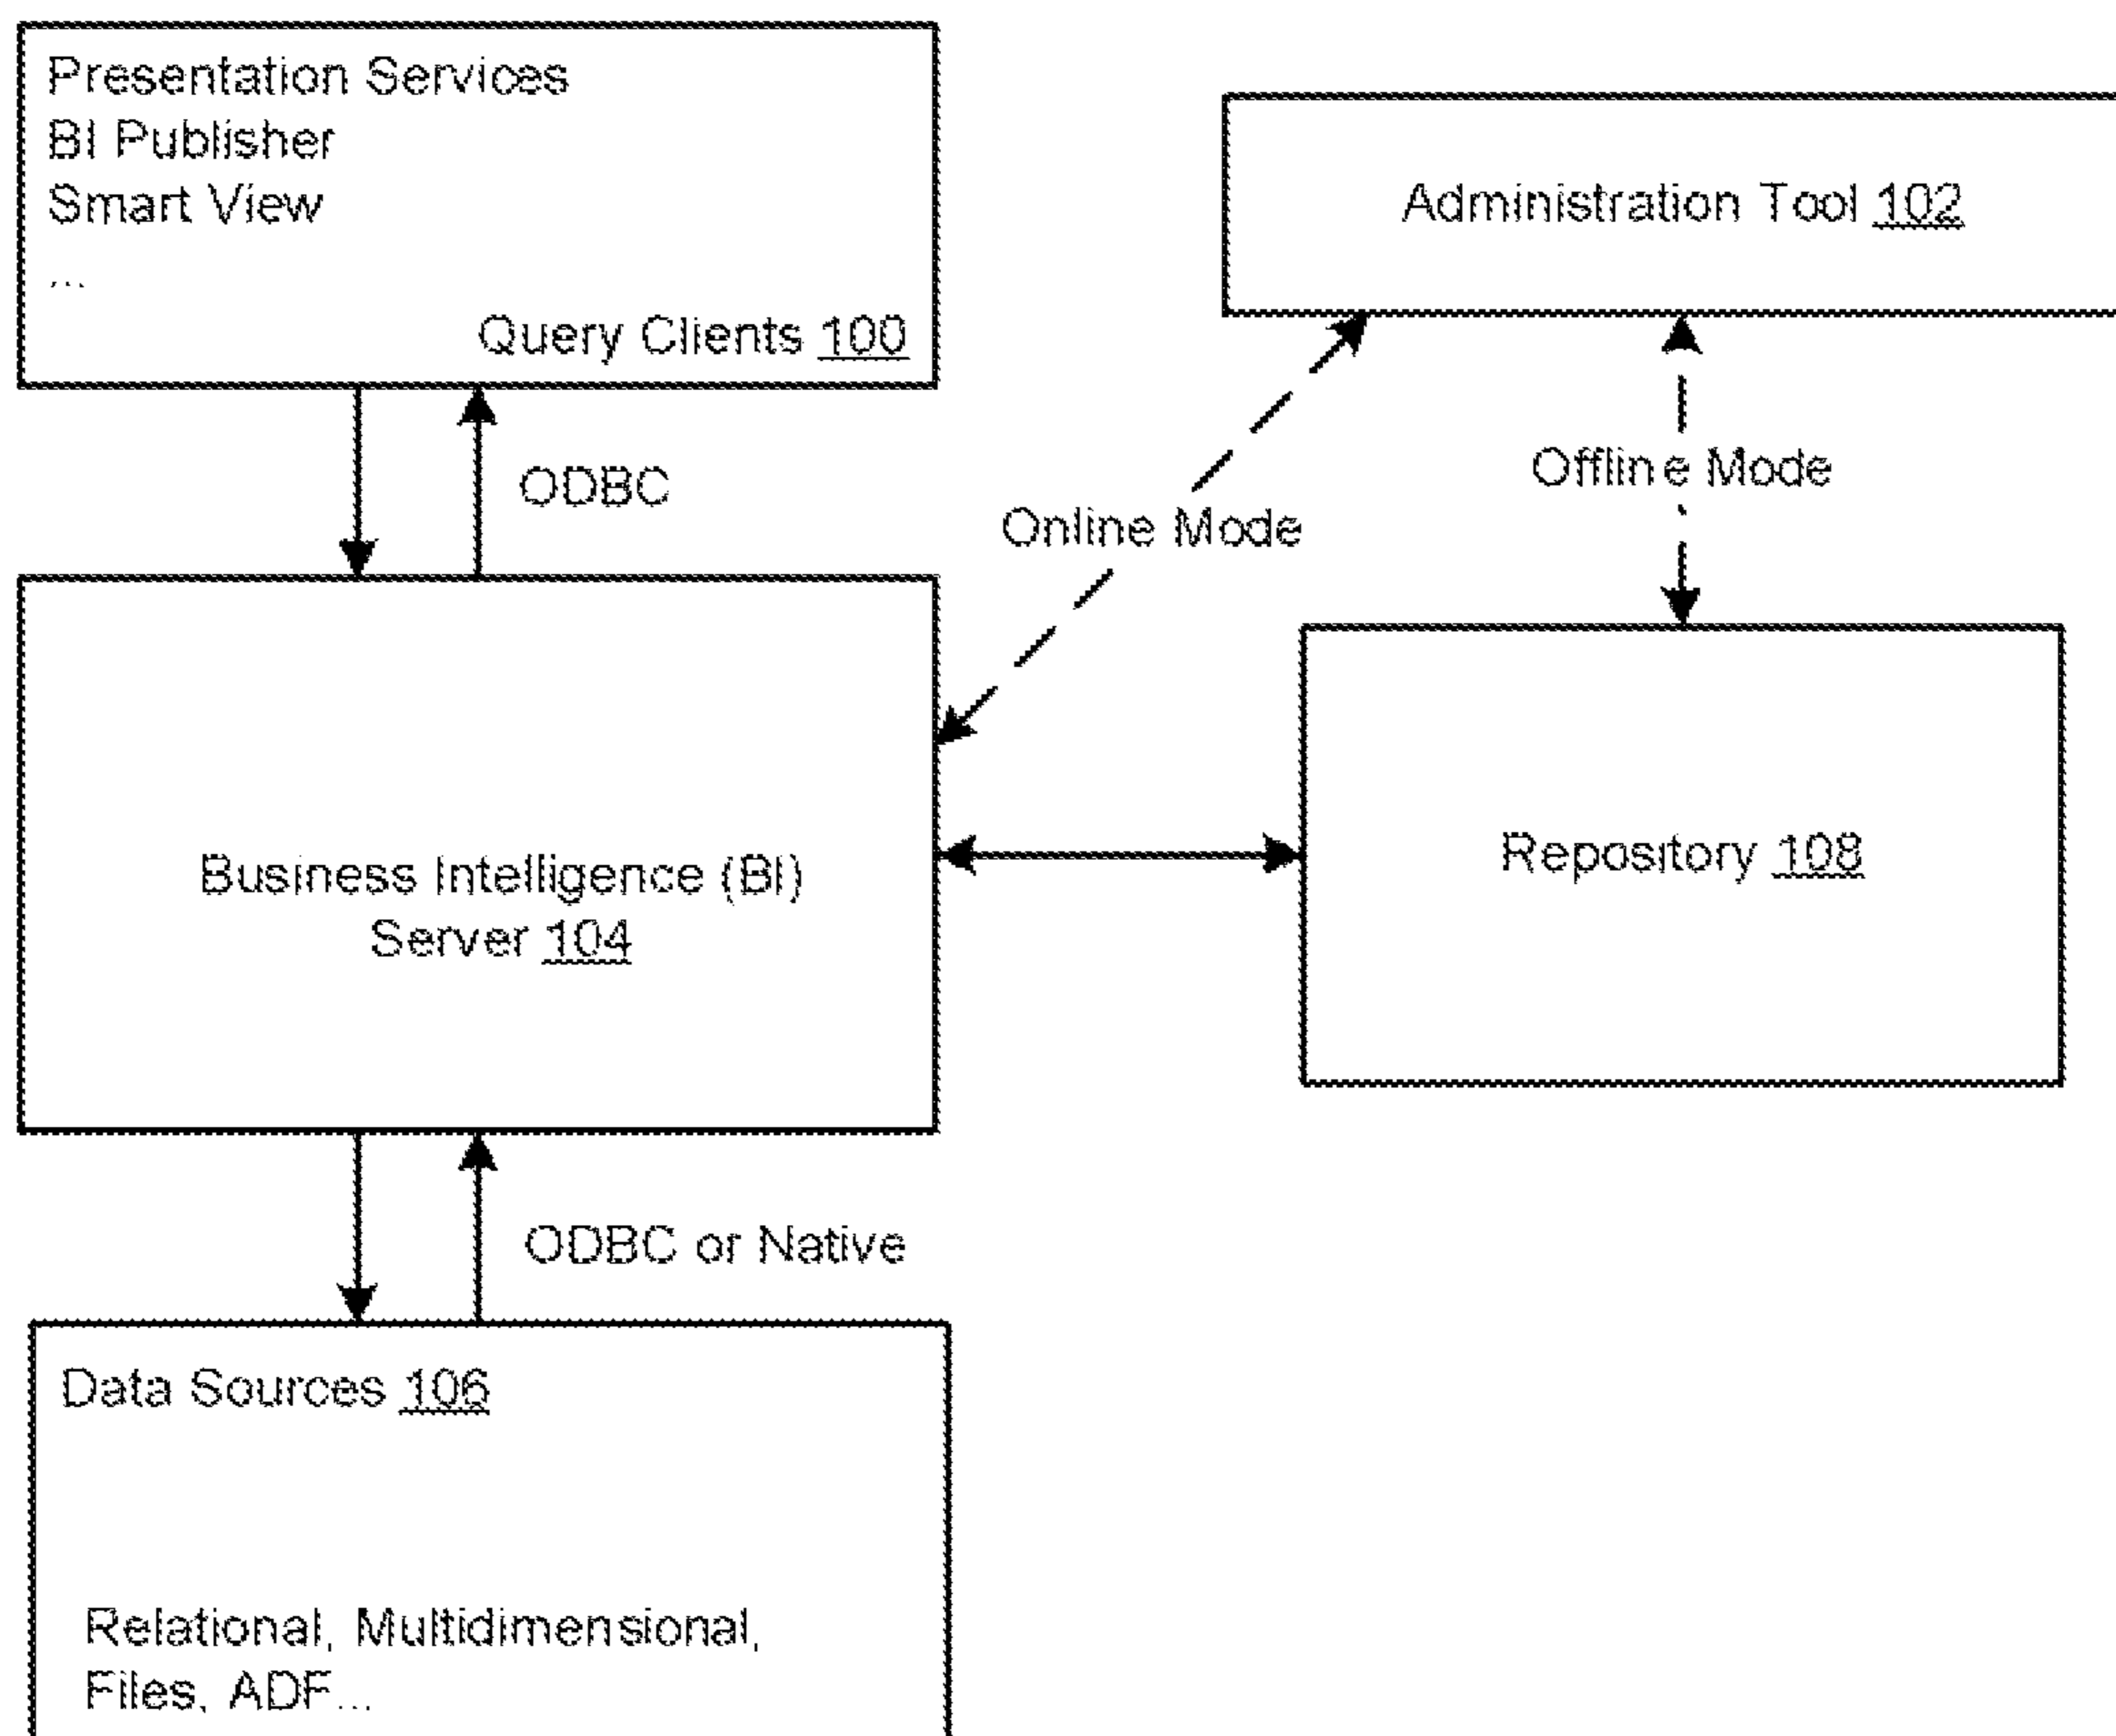 Presentation Services
BI Publisher
Smart View
...
Query Clients 100
Administration Tool 102
ODBC
Offline Mode
Online Mode
Business Intelligence (BI)
Server 104
Repository 108
ODBC or Native
Data Sources 106
Relational, Multidimensional,
Files, ADF...